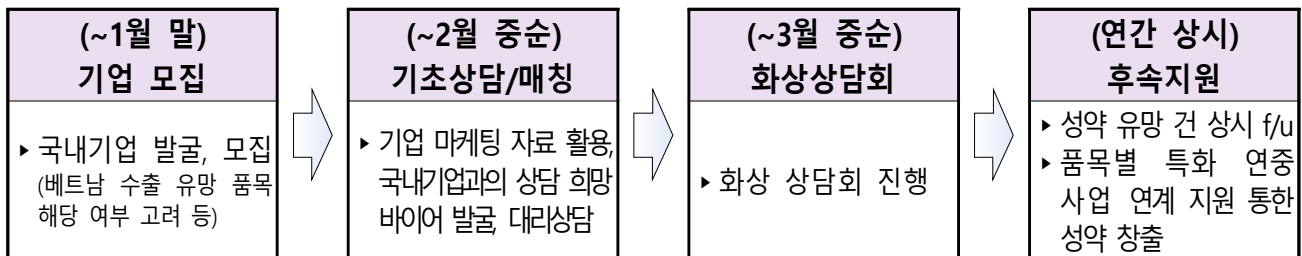 (~1월 말)
기업 모집
▸국내기업 발굴, 모집
(베트남 수출 유망 품목
해당 여부 고려 등)
(~2월 중순)
기초상담/매칭
▸기업 마케팅 자료 활용,
국내기업과의 상담 희망
바이어 발굴, 대리상담
(~3월 중순)
화상상담회
▸화상 상담회 진행
(연간 상시)
후속지원
▸성약 유망 건 상시 f/u
▸품목별 특화 연중
사업 연계 지원 통한
성약 창출